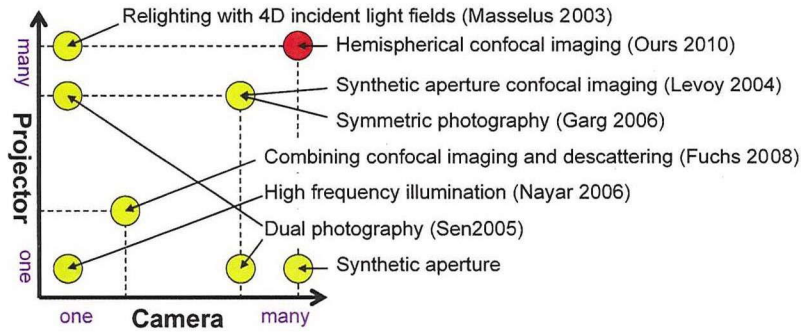 Relighting with 4D incident light fields (Masselus 2003)
Hemispherical confocal imaging (Ours 2010)
Synthetic aperture confocal imaging (Levoy 2004)
Symmetric photography (Garg 2006)
Combining confocal imaging and descattering (Fuchs 2008)
High frequency illumination (Nayar 2006)
Dual photography (Sen2005)
Synthetic aperture
many
Projector
one
one
Camera
many